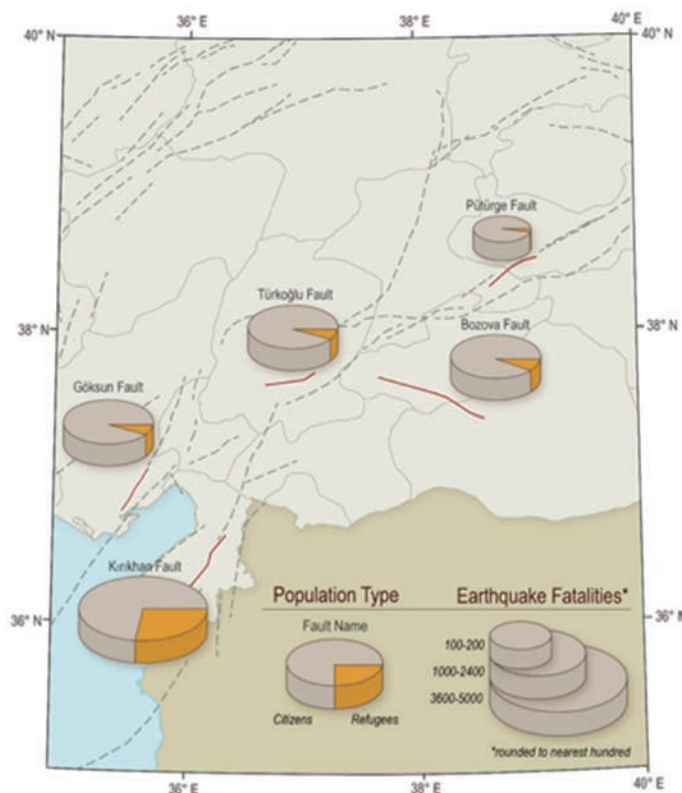 36° E
38° E
40° E
40° N
40° N
Pütürge Fault
Türkoğlu Fault
38° N
Bozova Fault
38° N
Göksun Fault
Kırıkhan Fault
36° N
36° N
Population Type
Fault Name
Citizens
Refugees
Earthquake Fatalities*
100-200
1000-2400
3500-5000
*rounded to nearest hundred
36° E
38° E
40° E